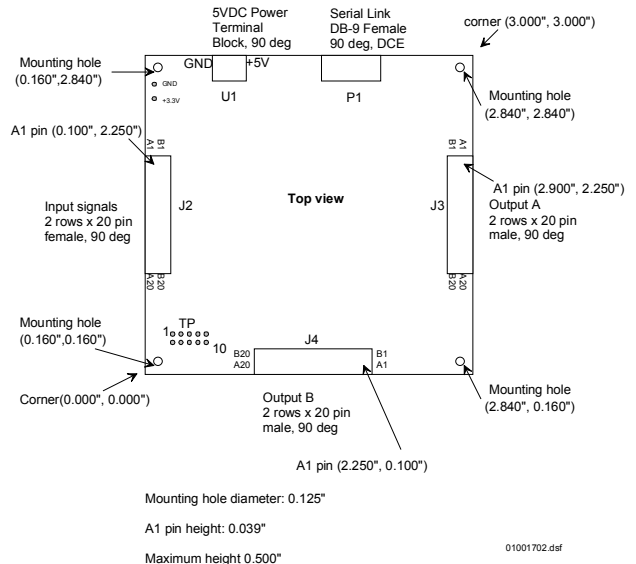 5VDC Power
Terminal
Block, 90 deg
Serial Link
DB-9 Female
90 deg, DCE
corner (3.000", 3.000")
Mounting hole
(0.160",2.840")
GND
+5V
U1
P1
GND
+3.3V
Mounting hole
(2.840", 2.840")
A1 pin (0.100", 2.250")
A1
B1
B1
A1
Input signals
2 rows x 20 pin
female, 90 deg
J2
Top view
J3
A1 pin (2.900", 2.250")
Output A
2 rows x 20 pin
male, 90 deg
A20
B20
B20
A20
Mounting hole
(0.160",0.160")
TP
1
10
J4
B20
A20
B1
A1
Corner(0.000", 0.000")
Mounting hole
(2.840", 0.160")
Output B
2 rows x 20 pin
male, 90 deg
A1 pin (2.250", 0.100")
Mounting hole diameter: 0.125"
A1 pin height: 0.039"
Maximum height 0.500"
01001702.dsf